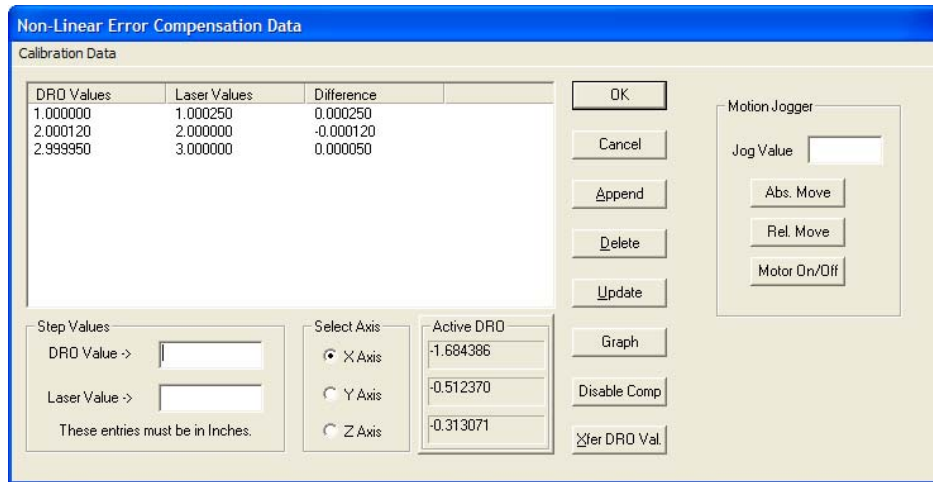 Non-Linear Error Compensation Data
Calibration Data
DRO Values Laser Values Difference
1.000000 1.000250 0.000250
2.000120 2.000000 -0.000120
2.999950 3.000000 0.000050
OK
Cancel
Append
Delete
Update
Graph
Disable Comp
Xfer DRO Val.
Motion Jogger
Jog Value
Abs. Move
Rel. Move
Motor On/Off
Step Values
DRO Value ->
Laser Value ->
These entries must be in Inches.
Select Axis
X Axis
Y Axis
Z Axis
Active DRO
-1.684386
-0.512370
-0.313071